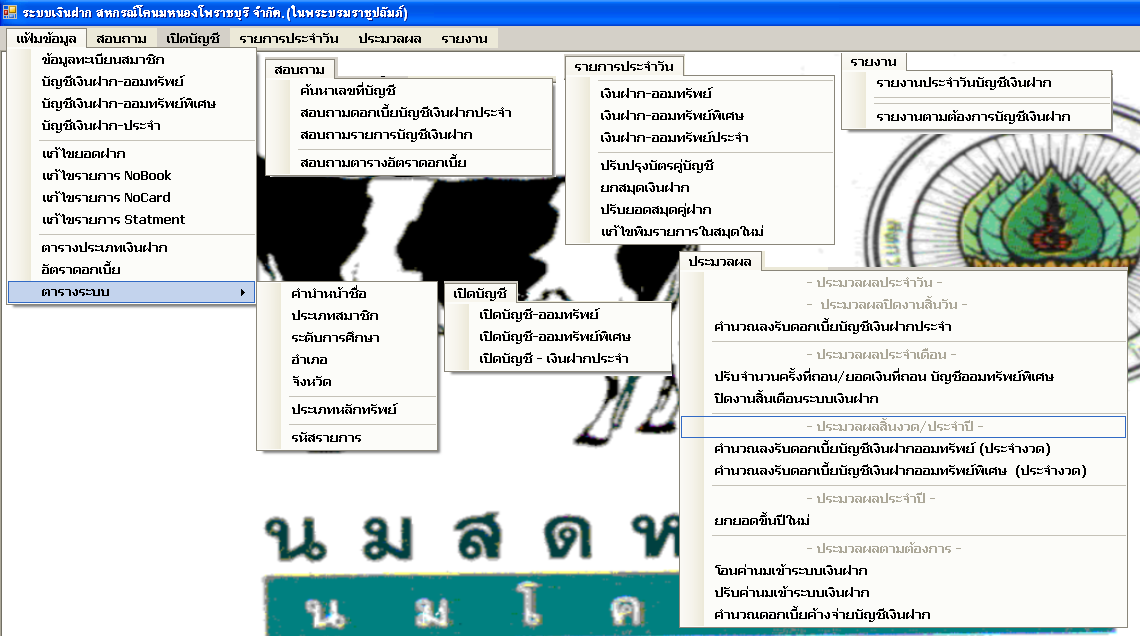 ระบบเงินฝาก สหกรณ์โคนมหนองโพราชบุรี จำกัด.(ในพระบรมราชูปถัมภ์)
แฟ้มข้อมูล สอบถาม เปิดบัญชี รายการประจำวัน ประมวลผล รายงาน
ข้อมูลทะเบียนสมาชิก
บัญชีเงินฝาก-ออมทรัพย์
บัญชีเงินฝาก-ออมทรัพย์พิเศษ
บัญชีเงินฝาก-ประจำ
แก้ไขยอดฝาก
แก้ไขรายการ NoBook
แก้ไขรายการ NoCard
แก้ไขรายการ Statment
ตารางประเภทเงินฝาก
อัตราดอกเบี้ย
ตารางระบบ
คำนำหน้าชื่อ
ประเภทสมาชิก
ระดับการศึกษา
อำเภอ
จังหวัด
ประเภทหลักทรัพย์
รหัสรายการ
สอบถาม
ค้นหาเลขที่บัญชี
สอบถามดอกเบี้ยบัญชีเงินฝากประจำ
สอบถามรายการบัญชีเงินฝาก
สอบถามตารางอัตราดอกเบี้ย
เปิดบัญชี
เปิดบัญชี-ออมทรัพย์
เปิดบัญชี-ออมทรัพย์พิเศษ
เปิดบัญชี - เงินฝากประจำ
รายการประจำวัน
เงินฝาก-ออมทรัพย์
เงินฝาก-ออมทรัพย์พิเศษ
เงินฝาก-ออมทรัพย์ประจำ
ปรับปรุงบัตรคู่บัญชี
ยกสมุดเงินฝาก
ปรับยอดสมุดคู่ฝาก
แก้ไขพิมรายการในสมุดใหม่
รายงาน
รายงานประจำวันบัญชีเงินฝาก
รายงานตามต้องการบัญชีเงินฝาก
ประมวลผล
- ประมวลผลประจำวัน -
- ประมวลผลปิดงานสิ้นวัน -
คำนวณลงรับดอกเบี้ยบัญชีเงินฝากประจำ
- ประมวลผลประจำเดือน -
ปรับจำนวนครั้งที่ถอน/ยอดเงินที่ถอน บัญชีออมทรัพย์พิเศษ
ปิดงานสิ้นเดือนระบบเงินฝาก
- ประมวลผลสิ้นงวด/ประจำปี -
คำนวณลงรับดอกเบี้ยบัญชีเงินฝากออมทรัพย์ (ประจำงวด)
คำนวณลงรับดอกเบี้ยบัญชีเงินฝากออมทรัพย์พิเศษ (ประจำงวด)
- ประมวลผลประจำปี -
ยกยอดขึ้นปีใหม่
- ประมวลผลตามต้องการ -
โอนค่านมเข้าระบบเงินฝาก
ปรับค่านมเข้าระบบเงินฝาก
คำนวณดอกเบี้ยค้างจ่ายบัญชีเงินฝาก
น ม ส ด ห
น ม โ ค